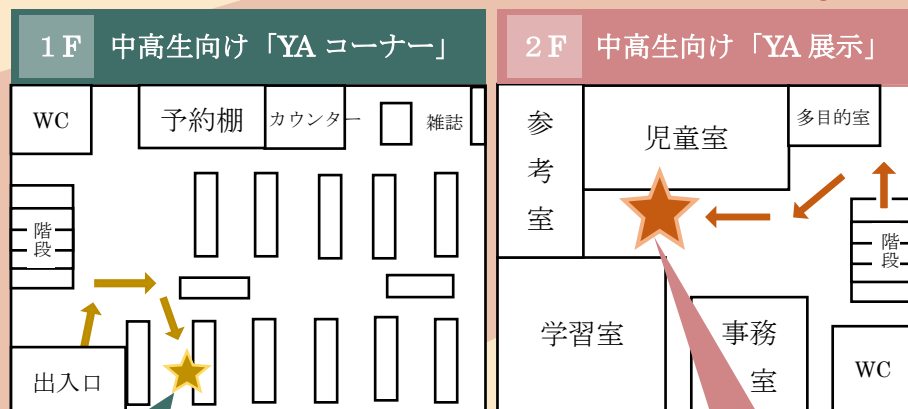 1F 中高生向け「YA コーナー」
WC
予約棚
カウンター
雑誌
階段
出入口
2F 中高生向け「YA 展示」
参考室
児童室
多目的室
階段
学習室
事務室
WC